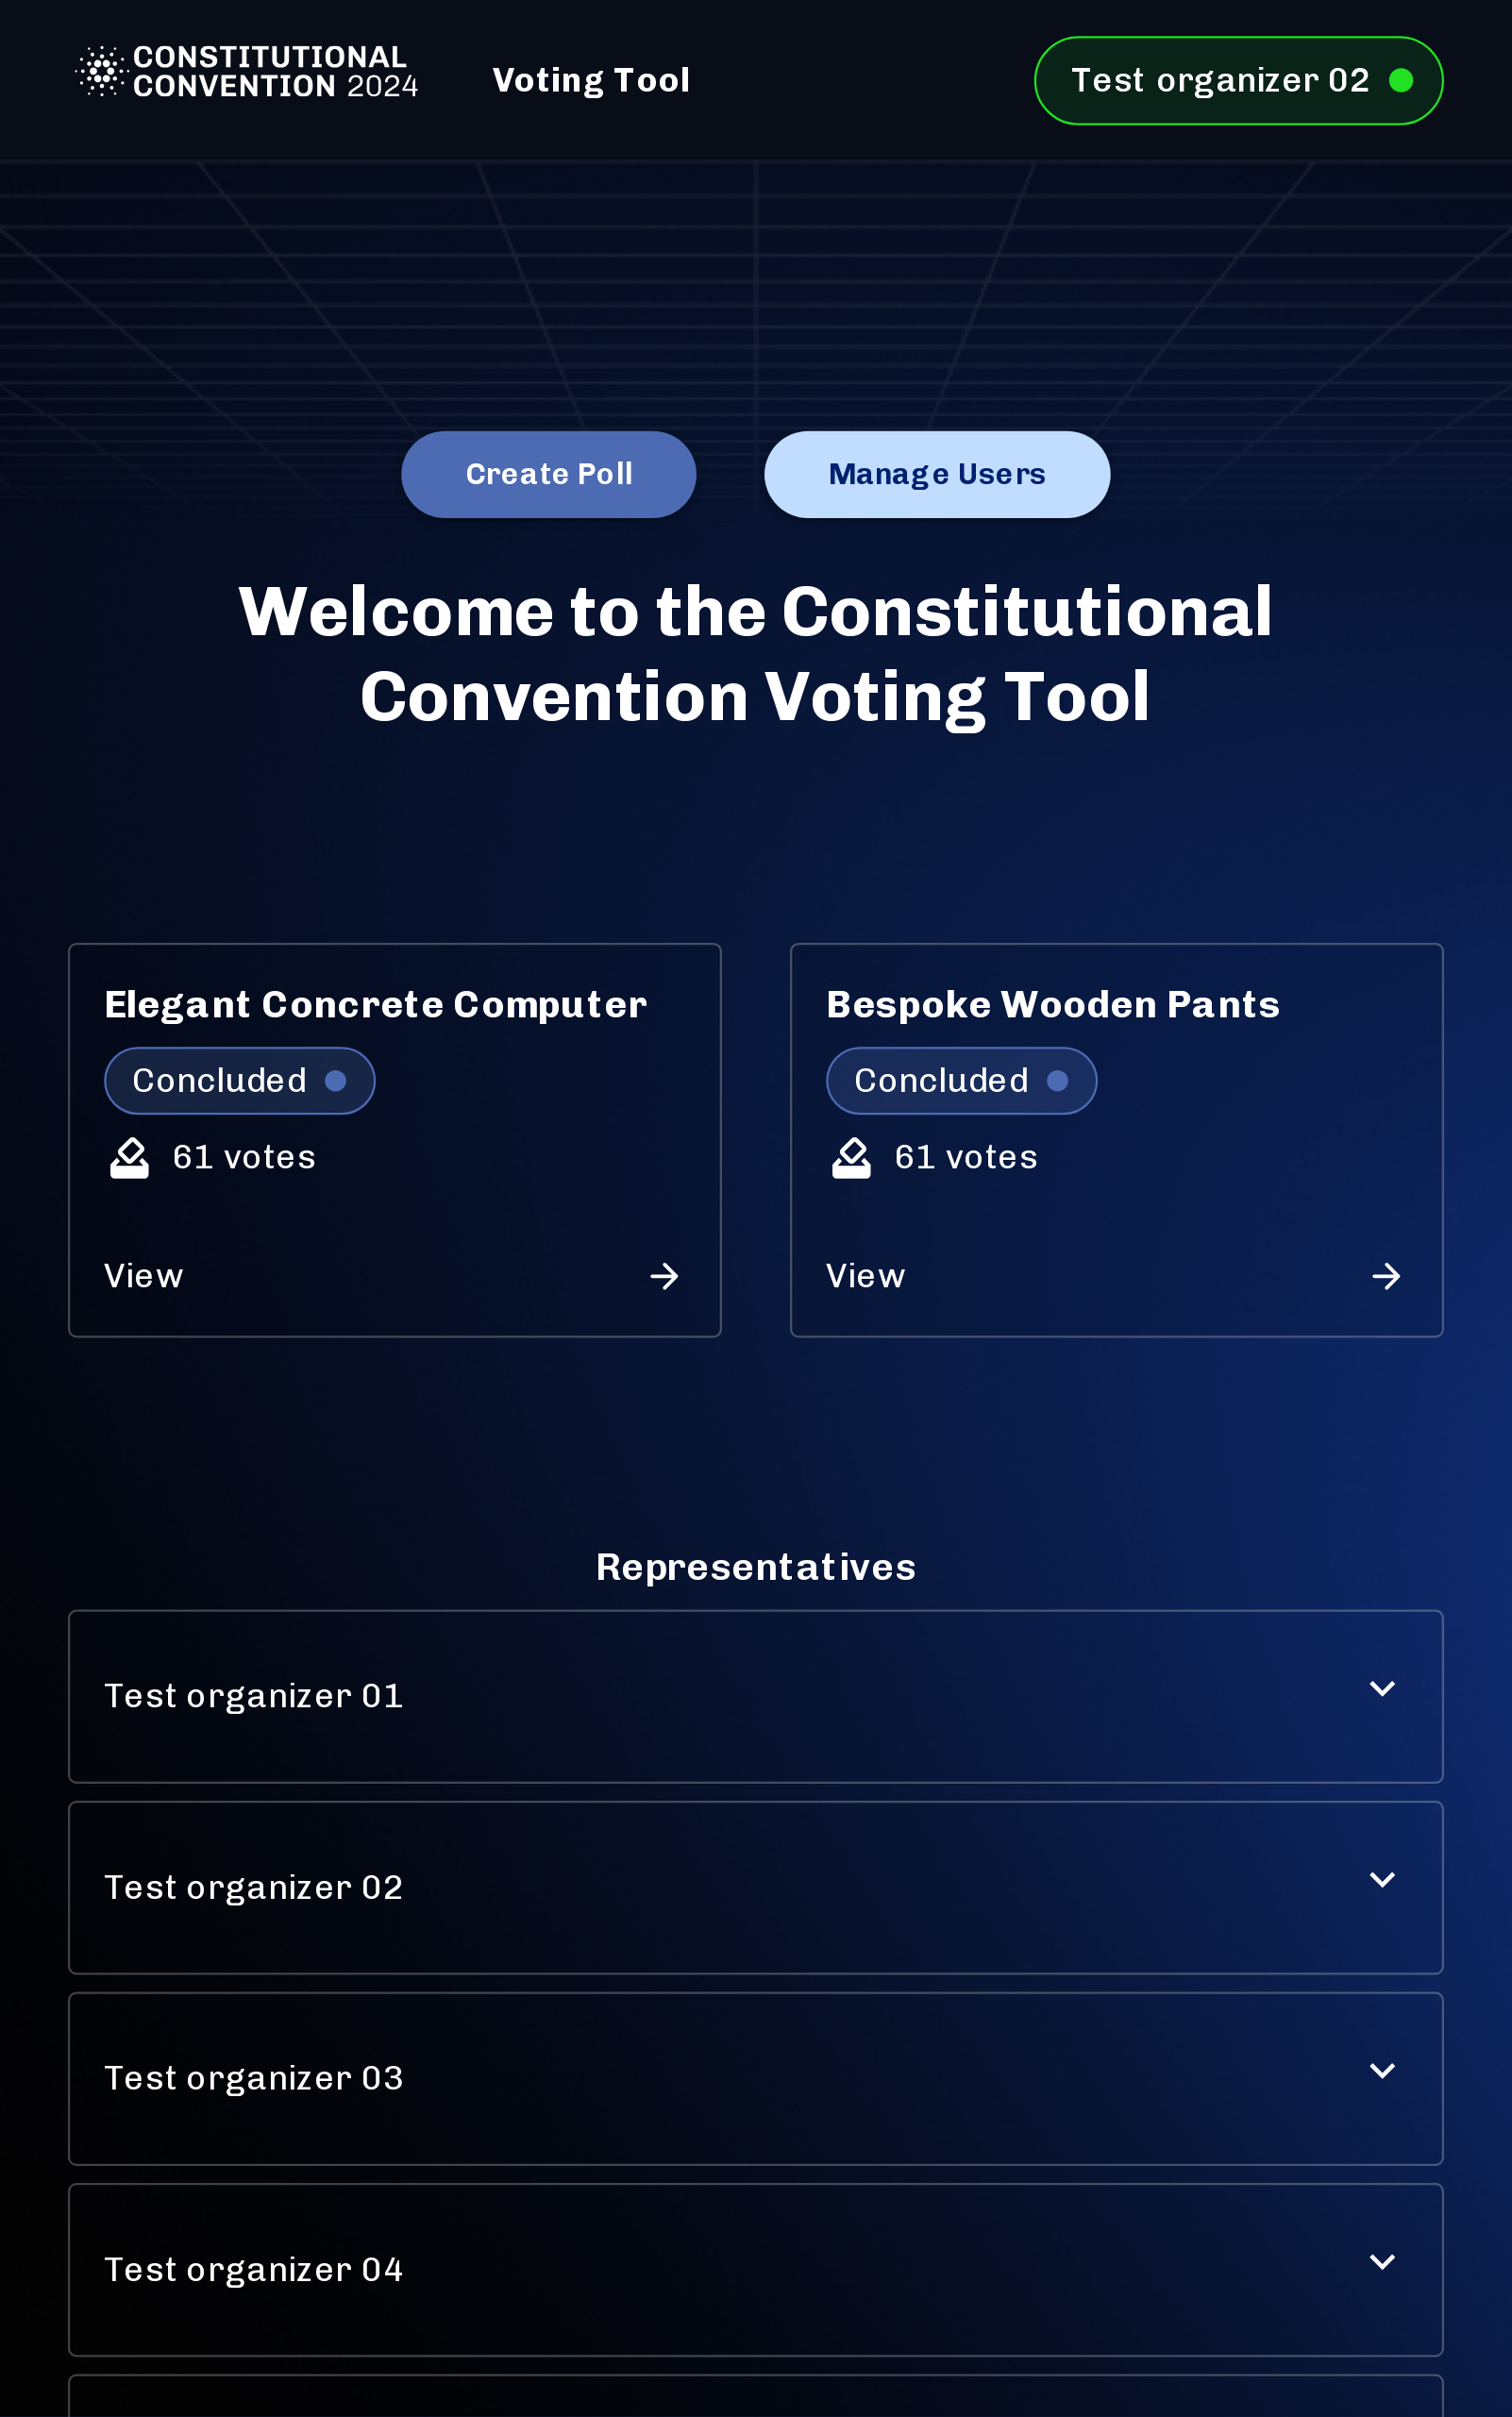 CONSTITUTIONAL
CONVENTION 2024
Voting Tool
Test organizer 02
Create Poll
Manage Users
Welcome to the Constitutional
Convention Voting Tool
Elegant Concrete Computer
Concluded
61 votes
View
Bespoke Wooden Pants
Concluded
61 votes
View
Representatives
Test organizer 01
Test organizer 02
Test organizer 03
Test organizer 04